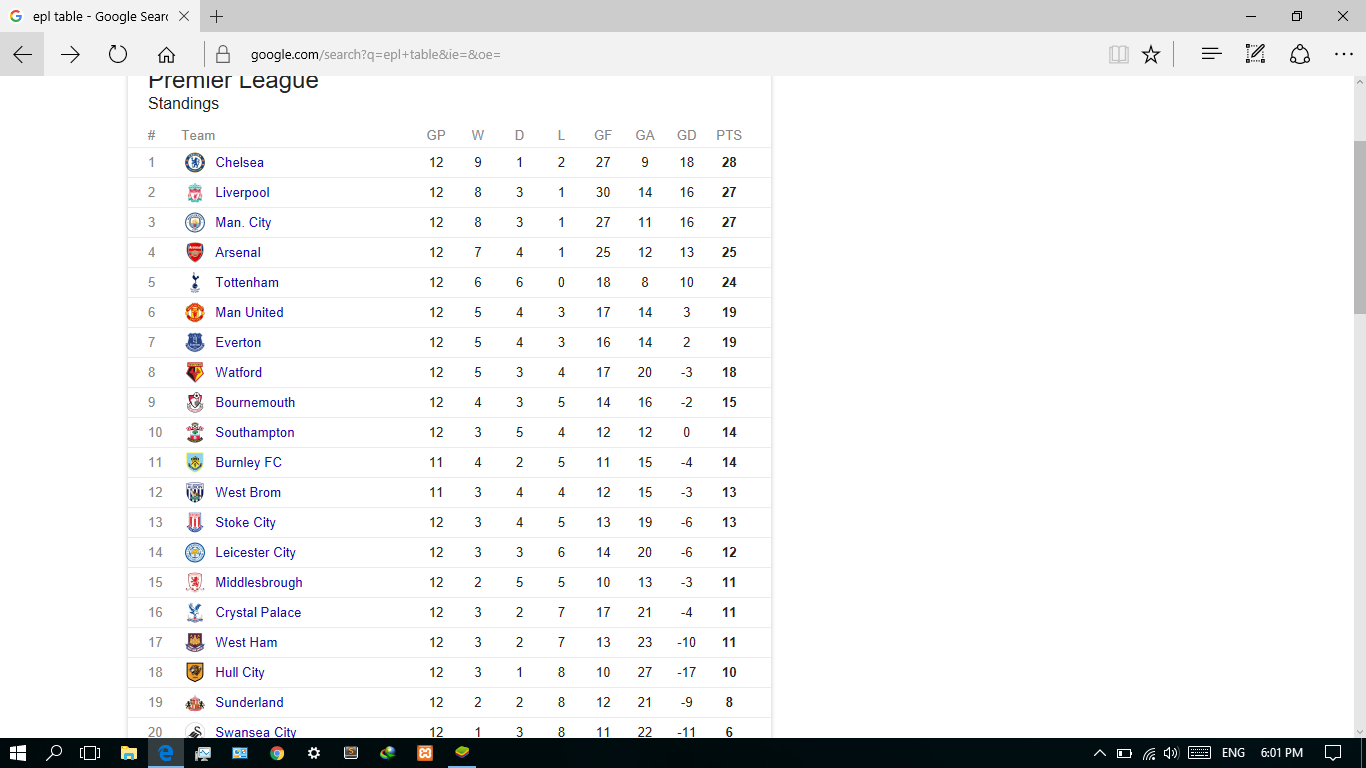 epl table - Google Searc
google.com/search?q=epl+table&ie=&oe=
Premier League
Standings
# Team GP W D L GF GA GD PTS
1 Chelsea 12 9 1 2 27 9 18 28
2 Liverpool 12 8 3 1 30 14 16 27
3 Man. City 12 8 3 1 27 11 16 27
4 Arsenal 12 7 4 1 25 12 13 25
5 Tottenham 12 6 6 0 18 8 10 24
6 Man United 12 5 4 3 17 14 3 19
7 Everton 12 5 4 3 16 14 2 19
8 Watford 12 5 3 4 17 20 -3 18
9 Bournemouth 12 4 3 5 14 16 -2 15
10 Southampton 12 3 5 4 12 12 0 14
11 Burnley FC 11 4 2 5 11 15 -4 14
12 West Brom 11 3 4 4 12 15 -3 13
13 Stoke City 12 3 4 5 13 19 -6 13
14 Leicester City 12 3 3 6 14 20 -6 12
15 Middlesbrough 12 2 5 5 10 13 -3 11
16 Crystal Palace 12 3 2 7 17 21 -4 11
17 West Ham 12 3 2 7 13 23 -10 11
18 Hull City 12 3 1 8 10 27 -17 10
19 Sunderland 12 2 2 8 12 21 -9 8
20 Swansea City 12 1 3 8 11 22 -11 6
ENG 6:01 PM